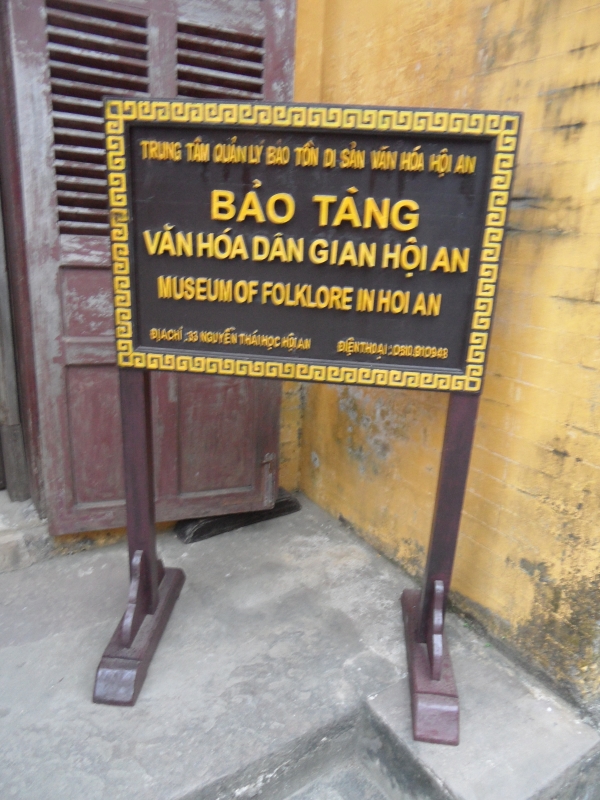 TRUNG TÂM QUẢN LÝ BẢO TỒN DI SẢN VĂN HÓA HỘI AN
BẢO TÀNG
VĂN HÓA DÂN GIAN HỘI AN
MUSEUM OF FOLKLORE IN HOI AN
ĐỊA CHỈ : 33 NGUYỄN THÁI HỌC HỘI AN ĐIỆN THOẠI : 0510.910948